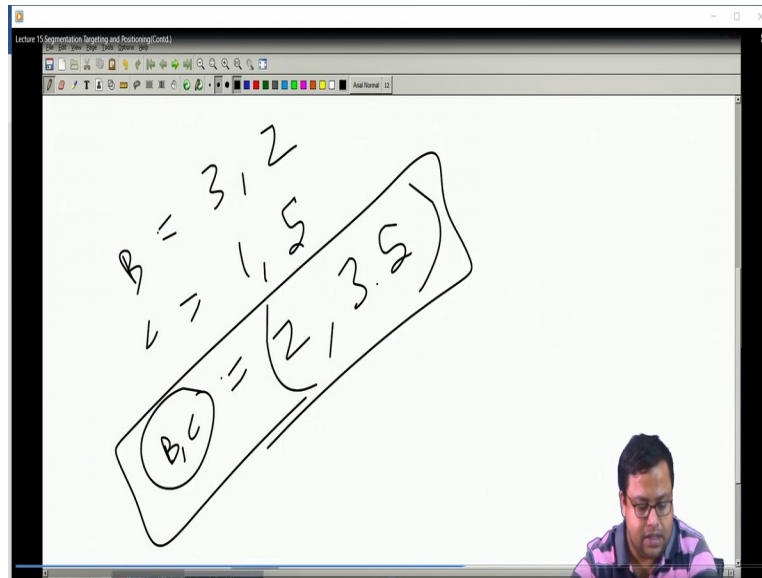 Lecture 15:Segmentation Targeting and Positioning(Contd.)
File Edit View Page Tools Options Help
Arial Normal 12
B = 3, 2
C = 1, 5
B, C = (2, 3.5)